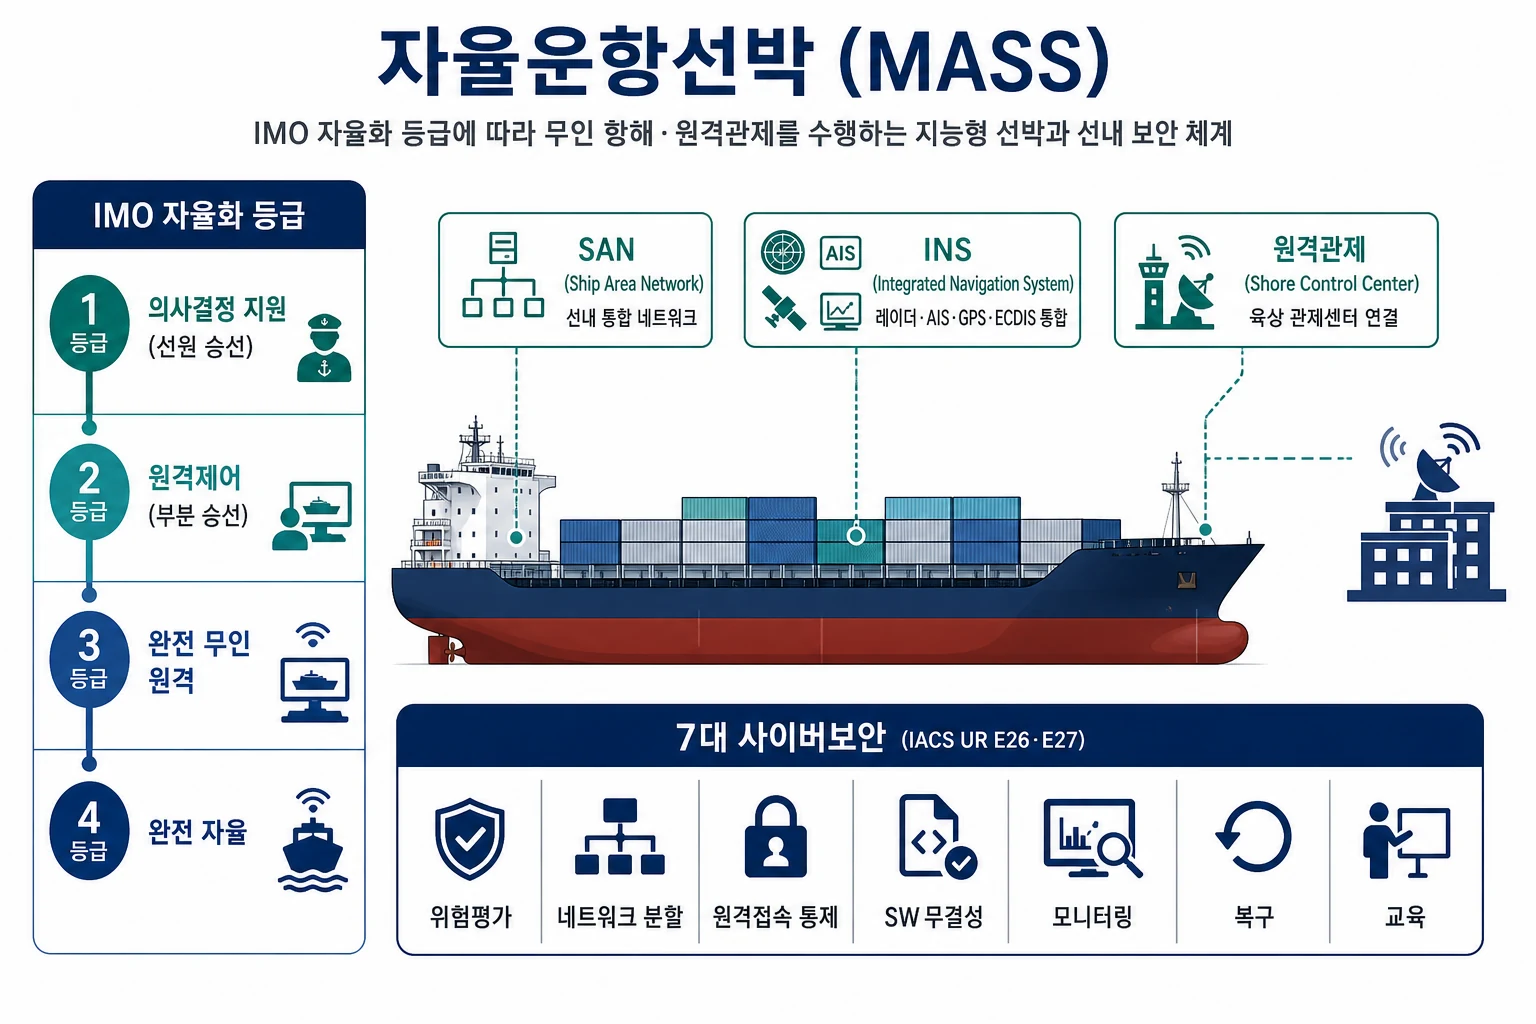 자율운항선박 (MASS)
IMO 자율화 등급에 따라 무인 항해 · 원격관제를 수행하는 지능형 선박과 선내 보안 체계
IMO 자율화 등급
1
등급
의사결정 지원
(선원 승선)
2
등급
원격제어
(부분 승선)
3
등급
완전 무인
원격
4
등급
완전 자율
SAN
(Ship Area Network)
선내 통합 네트워크
AIS
INS
(Integrated Navigation System)
레이더 · AIS · GPS · ECDIS 통합
원격관제
(Shore Control Center)
육상 관제센터 연결
7대 사이버보안 (IACS UR E26 · E27)
위험평가
네트워크 분할
원격접속 통제
SW 무결성
모니터링
복구
교육